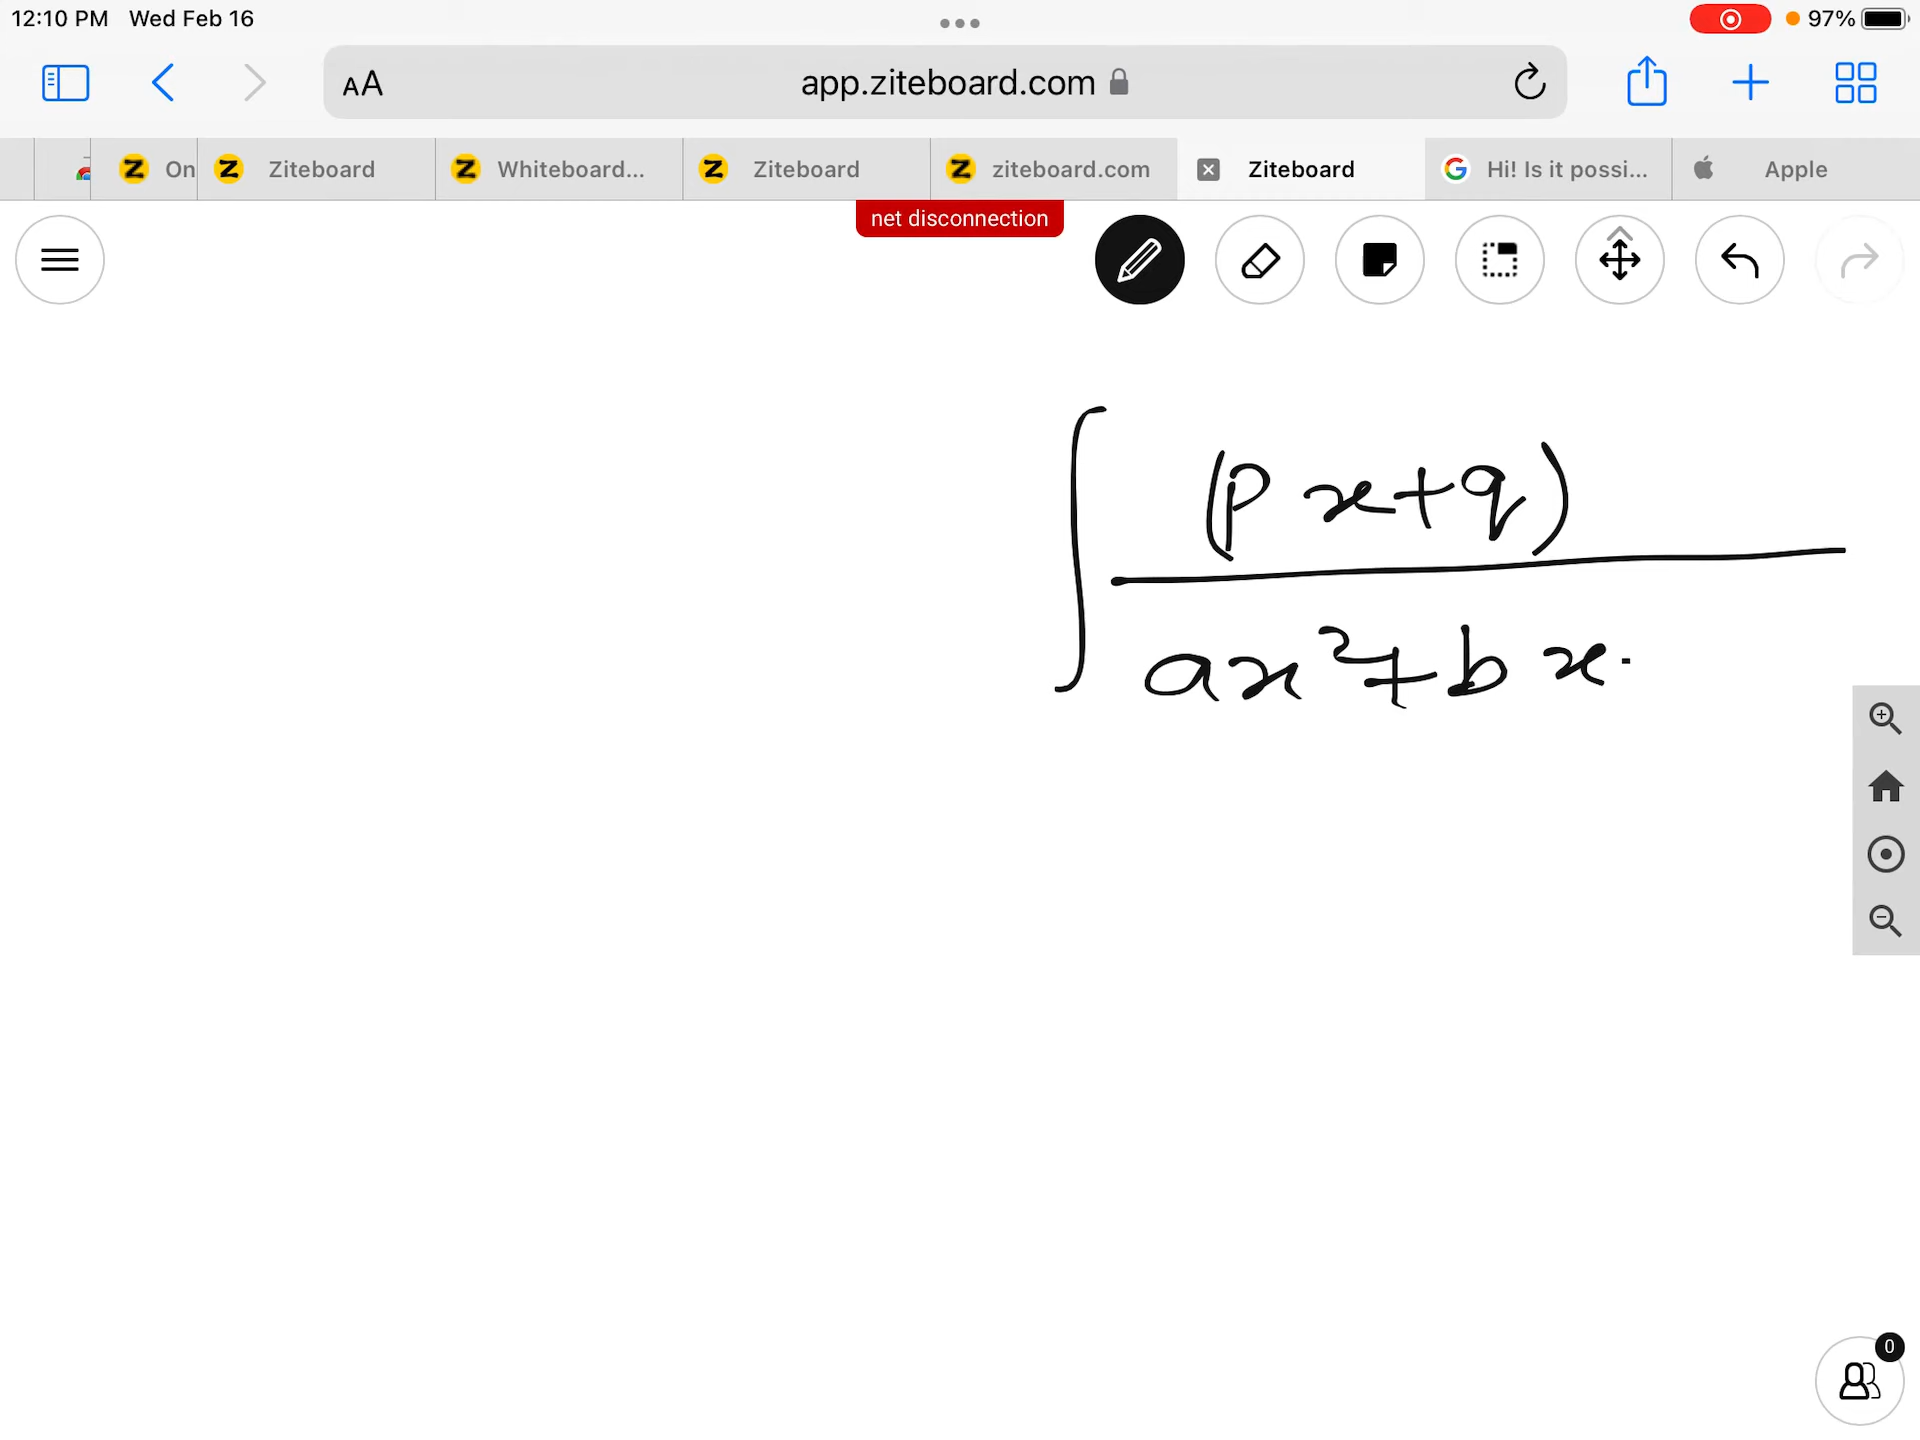 12:10 PM Wed Feb 16
97%
AA app.ziteboard.com
On Ziteboard Whiteboard... Ziteboard ziteboard.com Ziteboard Hi! Is it possi... Apple
net disconnection
∫ (px+q)
ax²+bx.
0